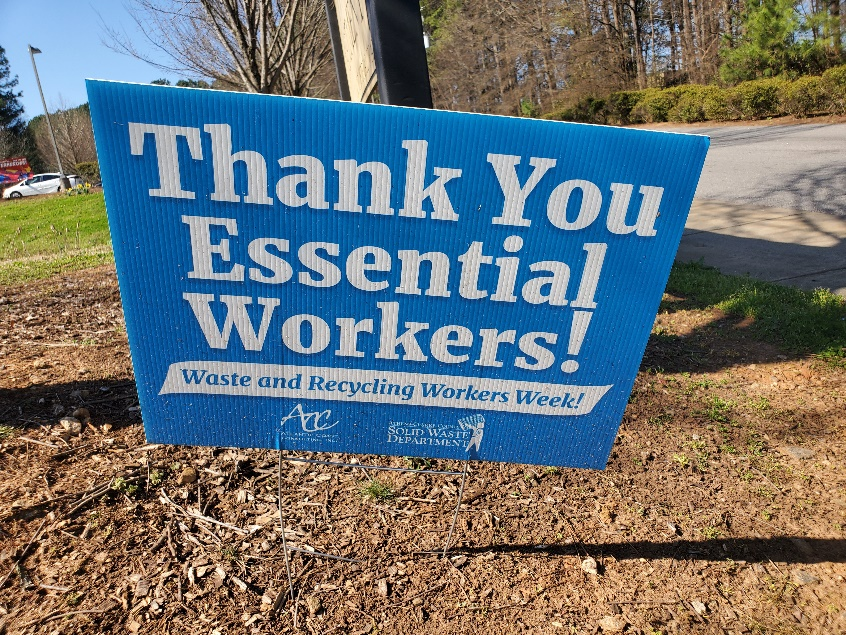 Thank You
Essential
Workers!
Waste and Recycling Workers Week!
Acc
SOLID WASTE
DEPARTMENT